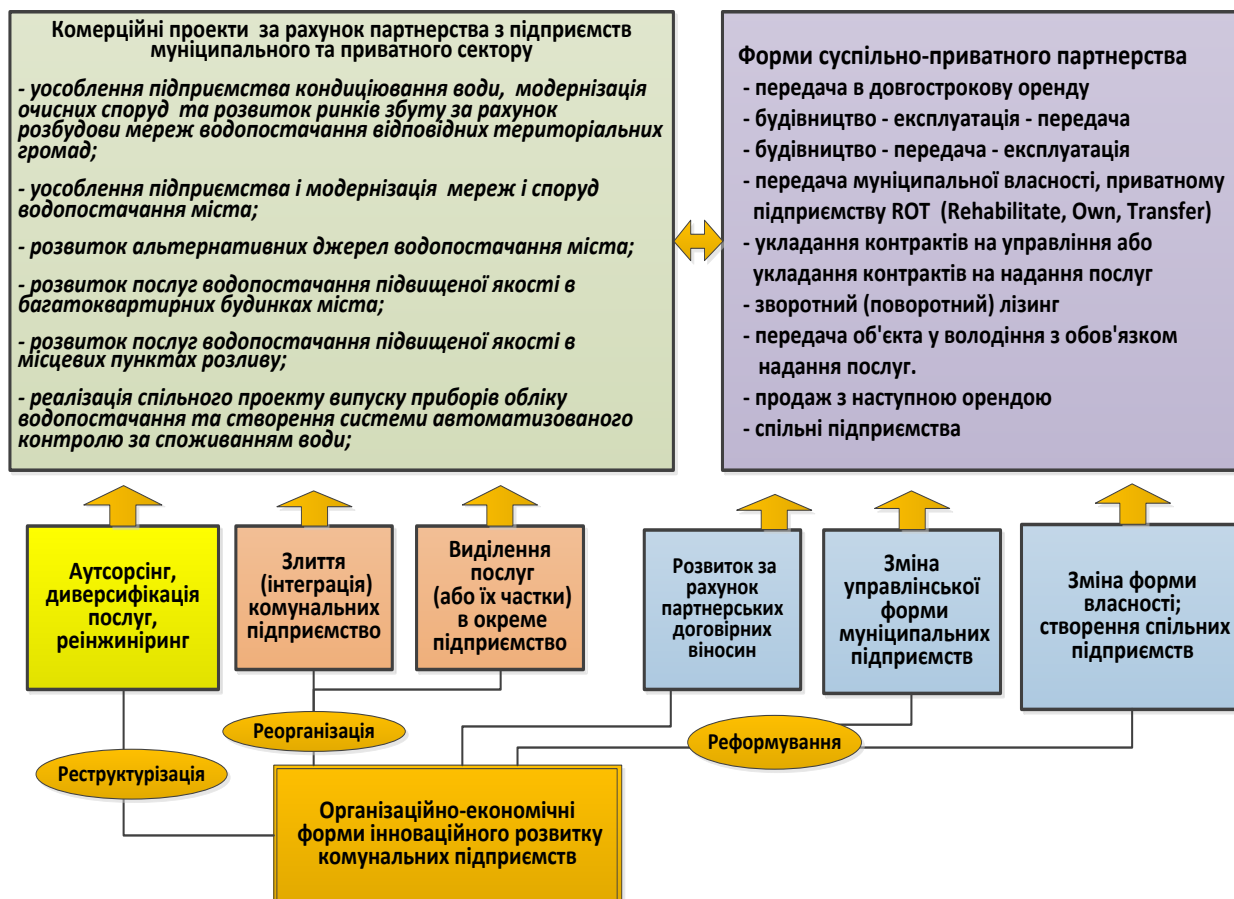 Комерційні проекти за рахунок партнерства з підприємств
муніципального та приватного сектору
- уособлення підприємства кондиціювання води, модернізація
очисних споруд та розвиток ринків збуту за рахунок
розбудови мереж водопостачання відповідних територіальних
громад;
- уособлення підприємства і модернізація мереж і споруд
водопостачання міста;
- розвиток альтернативних джерел водопостачання міста;
- розвиток послуг водопостачання підвищеної якості в
багатоквартирних будинках міста;
- розвиток послуг водопостачання підвищеної якості в
місцевих пунктах розливу;
- реалізація спільного проекту випуску приборів обліку
водопостачання та створення системи автоматизованого
контролю за споживанням води;
Форми суспільно-приватного партнерства
- передача в довгострокову оренду
- будівництво - експлуатація - передача
- будівництво - передача - експлуатація
- передача муніципальної власності, приватному
підприємству ROT (Rehabilitate, Own, Transfer)
- укладання контрактів на управління або
укладання контрактів на надання послуг
- зворотний (поворотний) лізинг
- передача об'єкта у володіння з обов'язком
надання послуг.
- продаж з наступною орендою
- спільні підприємства
Аутсорсінг,
диверсифікація
послуг,
реінжиніринг
Злиття
(інтеграція)
комунальних
підприємство
Виділення
послуг
(або їх частки)
в окреме
підприємство
Розвиток за
рахунок
партнерських
договірних
віносин
Зміна
управлінської
форми
муніципальних
підприємств
Зміна форми
власності;
створення спільних
підприємств
Реструктурізація
Реорганізація
Реформування
Організаційно-економічні
форми інноваційного розвитку
комунальних підприємств